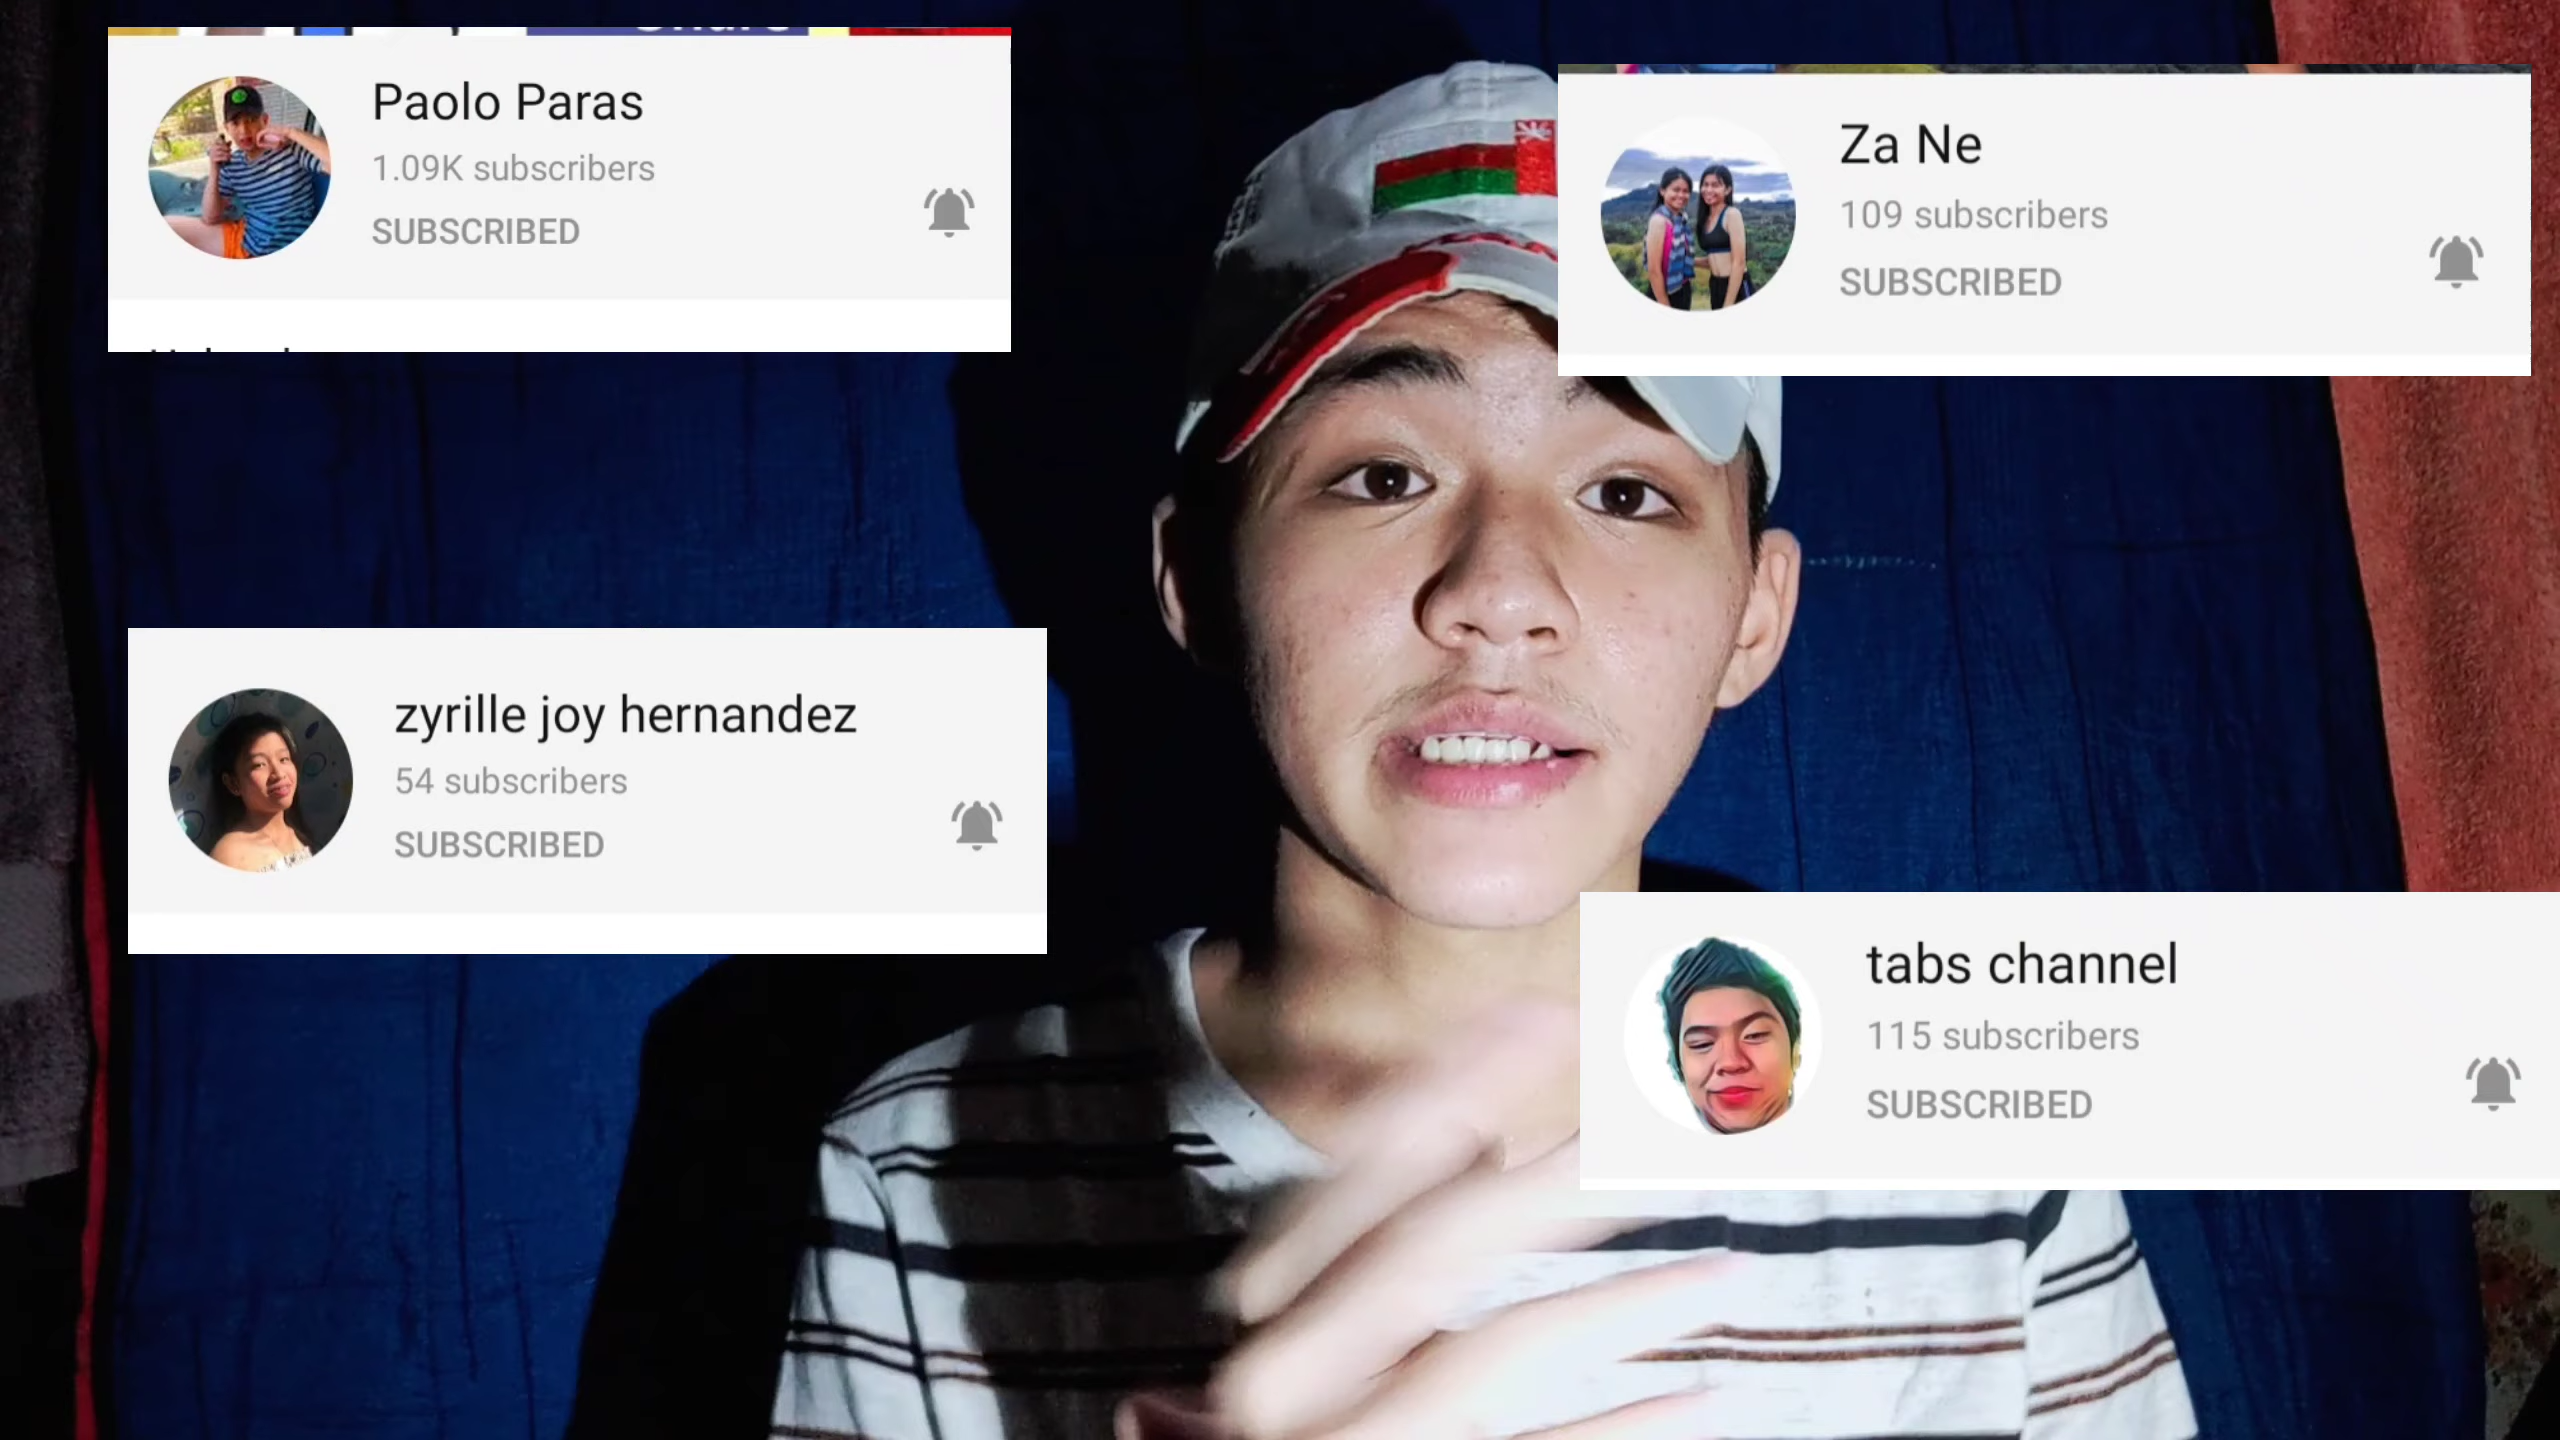 Share
Paolo Paras
1.09K subscribers
SUBSCRIBED
Za Ne
109 subscribers
SUBSCRIBED
zyrille joy hernandez
54 subscribers
SUBSCRIBED
tabs channel
115 subscribers
SUBSCRIBED